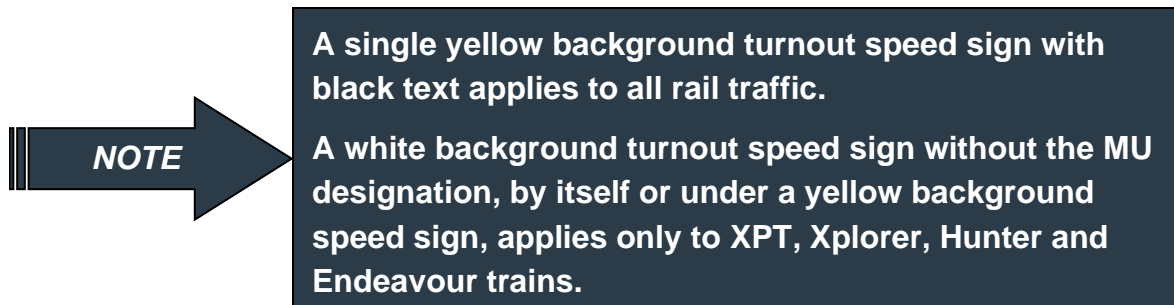 NOTE
A single yellow background turnout speed sign with
black text applies to all rail traffic.
A white background turnout speed sign without the MU
designation, by itself or under a yellow background
speed sign, applies only to XPT, Xplorer, Hunter and
Endeavour trains.